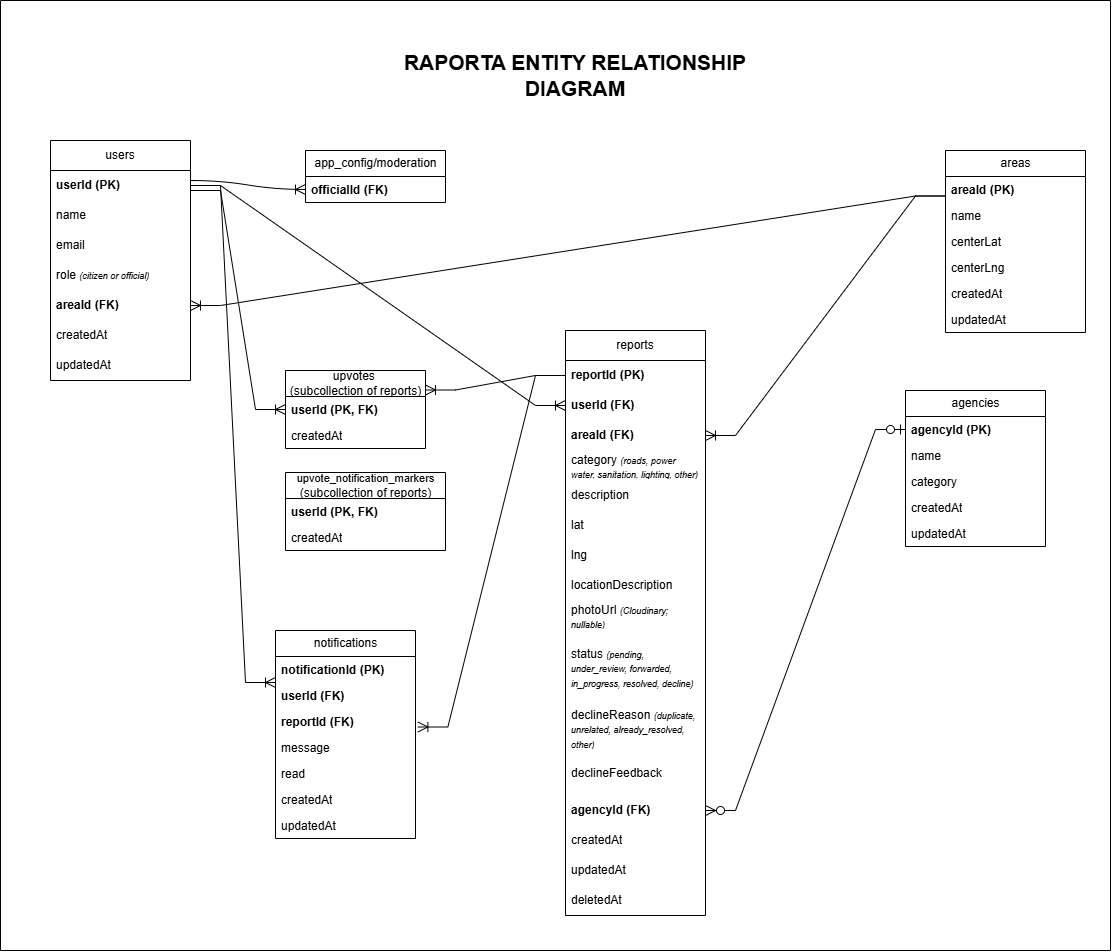 RAPORTA ENTITY RELATIONSHIP
DIAGRAM
users
userId (PK)
name
email
role (citizen or official)
areaId (FK)
createdAt
updatedAt
app_config/moderation
officialId (FK)
areas
areaId (PK)
name
centerLat
centerLng
createdAt
updatedAt
upvotes
(subcollection of reports)
userId (PK, FK)
createdAt
upvote_notification_markers
(subcollection of reports)
userId (PK, FK)
createdAt
notifications
notificationId (PK)
userId (FK)
reportId (FK)
message
read
createdAt
updatedAt
reports
reportId (PK)
userId (FK)
areaId (FK)
category (roads, power
water, sanitation, lighting, other)
description
lat
lng
locationDescription
photoUrl (Cloudinary;
nullable)
status (pending,
under_review, forwarded,
in_progress, resolved, decline)
declineReason (duplicate,
unrelated, already_resolved,
other)
declineFeedback
agencyId (FK)
createdAt
updatedAt
deletedAt
agencies
agencyId (PK)
name
category
createdAt
updatedAt